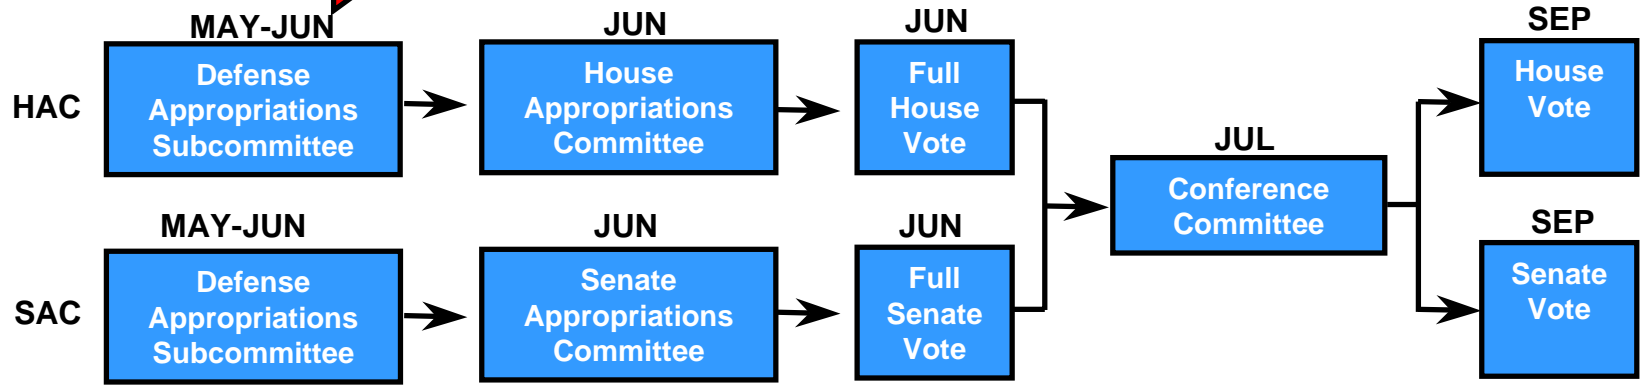 MAY-JUN
JUN
JUN
SEP
HAC
Defense
Appropriations
Subcommittee
House
Appropriations
Committee
Full
House
Vote
House
Vote
JUL
Conference
Committee
MAY-JUN
JUN
JUN
SEP
SAC
Defense
Appropriations
Subcommittee
Senate
Appropriations
Committee
Full
Senate
Vote
Senate
Vote